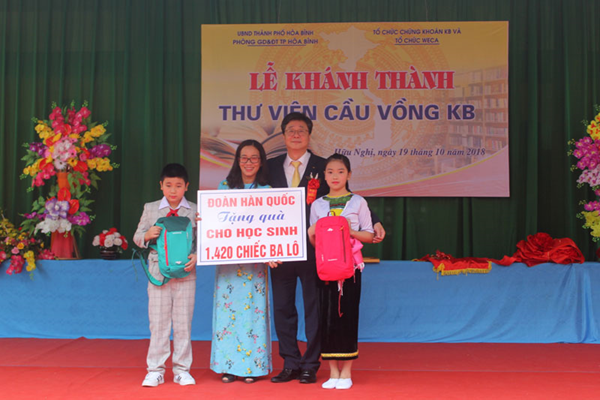 UBND THÀNH PHỐ HÒA BÌNH
PHÒNG GD&ĐT TP HÒA BÌNH
TỔ CHỨC CHỨNG KHOÁN KB VÀ
TỔ CHỨC WECA
LỄ KHÁNH THÀNH
THƯ VIỆN CẦU VỒNG KB
Hữu Nghị, ngày 19 tháng 10 năm 2018
ĐOÀN HÀN QUỐC
Tặng quà
CHO HỌC SINH
1.420 CHIẾC BA LÔ